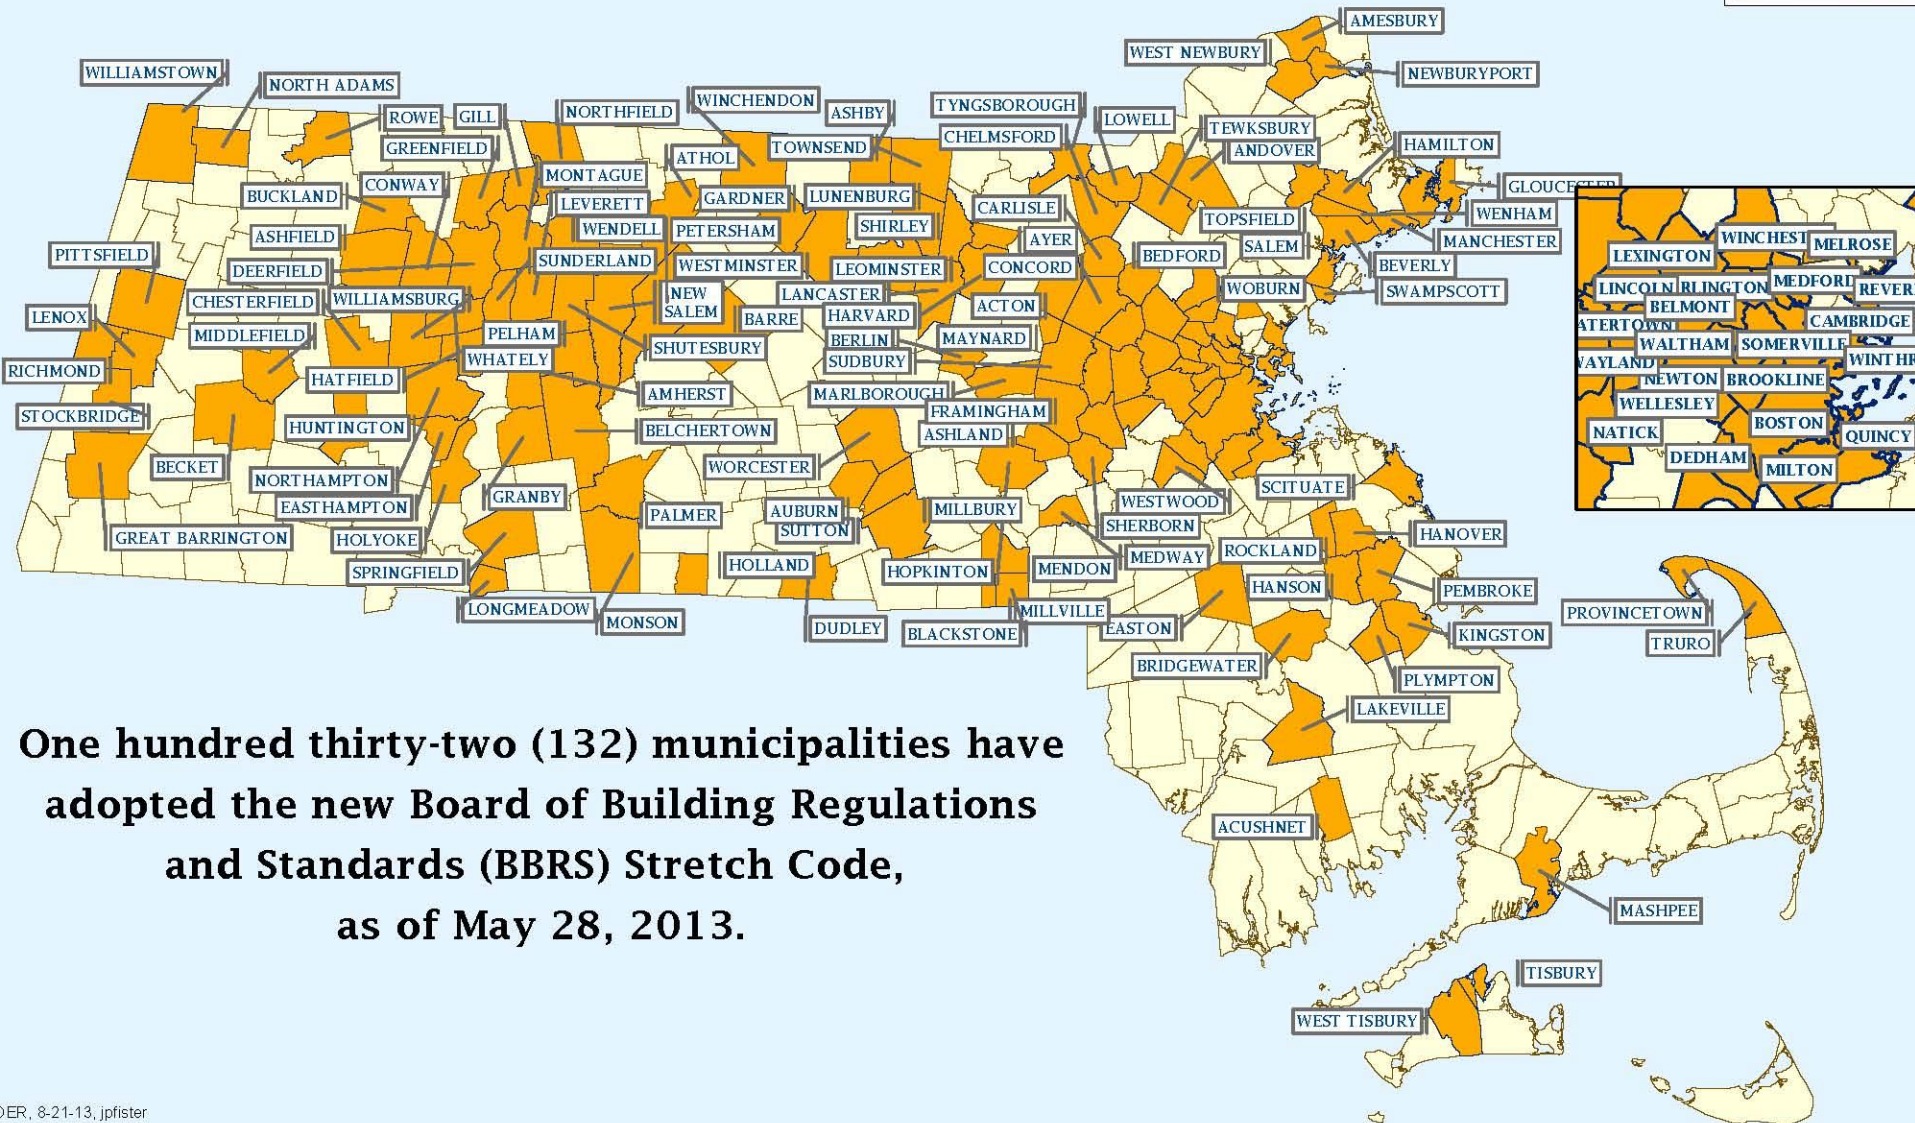 AMESBURY
WEST NEWBURY
NEWBURYPORT
WILLIAMSTOWN
NORTH ADAMS
ROWE
GILL
NORTHFIELD
WINCHENDON
ASHBY
TYNGSBOROUGH
LOWELL
TEWKSBURY
GREENFIELD
TOWNSEND
CHELMSFORD
ANDOVER
HAMILTON
ATHOL
MONTAGUE
BUCKLAND
CONWAY
LEVERETT
GARDNER
LUNENBURG
CARLISLE
GLOUCESTER
WENHAM
TOPSFIELD
ASHFIELD
WENDELL
PETERSHAM
SHIRLEY
AYER
SALEM
MANCHESTER
PITTSFIELD
DEERFIELD
SUNDERLAND
WESTMINSTER
LEOMINSTER
CONCORD
BEDFORD
BEVERLY
CHESTERFIELD
WILLIAMSBURG
NEW
SALEM
LANCASTER
ACTON
WOBURN
SWAMPSCOTT
LENOX
MIDDLEFIELD
PELHAM
BARRE
HARVARD
BERLIN
MAYNARD
SHUTESBURY
WHATELY
SUDBURY
RICHMOND
HATFIELD
AMHERST
MARLBOROUGH
FRAMINGHAM
STOCKBRIDGE
HUNTINGTON
BELCHERTOWN
ASHLAND
BECKET
NORTHAMPTON
WORCESTER
EASTHAMPTON
GRANBY
PALMER
AUBURN
SUTTON
MILLBURY
WESTWOOD
SCITUATE
SHERBORN
GREAT BARRINGTON
HOLYOKE
HANOVER
SPRINGFIELD
HOLLAND
HOPKINTON
MENDON
MEDWAY
ROCKLAND
HANSON
PEMBROKE
LONGMEADOW
MONSON
DUDLEY
BLACKSTONE
MILLVILLE
EASTON
KINGSTON
BRIDGEWATER
PLYMPTON
LAKEVILLE
PROVINCETOWN
TRURO
ACUSHNET
MASHPEE
TISBURY
WEST TISBURY
WINCHEST
MELROSE
LEXINGTON
LINCOLN
RLINGTON
MEDFORD
REVER
BELMONT
CAMBRIDGE
ATERTOWN
WALTHAM
SOMERVILLE
WAYLAND
WINTHR
NEWTON
BROOKLINE
WELLESLEY
BOSTON
NATICK
QUINCY
DEDHAM
MILTON
One hundred thirty-two (132) municipalities have
adopted the new Board of Building Regulations
and Standards (BBRS) Stretch Code,
as of May 28, 2013.
OER, 8-21-13, jpfister